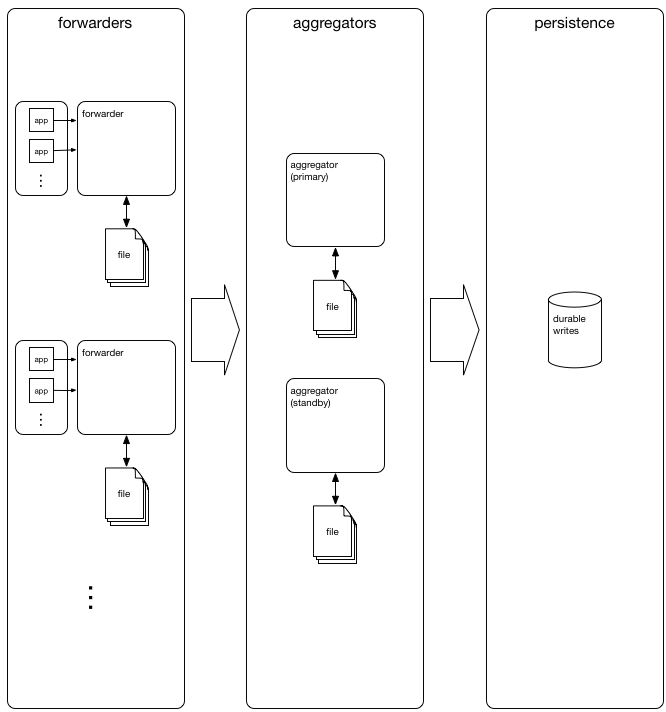 forwarders
app
app
forwarder
file
app
app
forwarder
file
aggregators
aggregator
(primary)
file
aggregator
(standby)
file
persistence
durable
writes